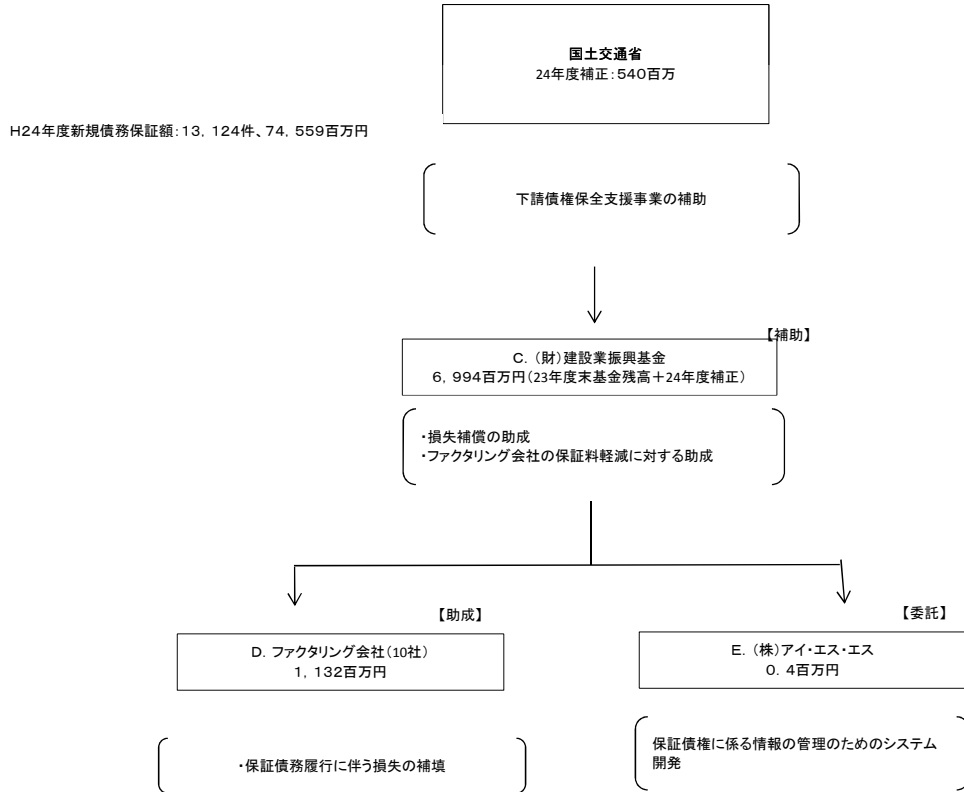 国土交通省
24年度補正：540百万
H24年度新規債務保証額：13，124件、74，559百万円
下請債権保全支援事業の補助
【補助】
C．（財）建設業振興基金
6，994百万円（23年度末基金残高＋24年度補正）
・損失補償の助成
・ファクタリング会社の保証料軽減に対する助成
【助成】
【委託】
D．ファクタリング会社（10社）
1，132百万円
E．（株）アイ・エス・エス
0．4百万円
・保証債務履行に伴う損失の補填
保証債権に係る情報の管理のためのシステム
開発